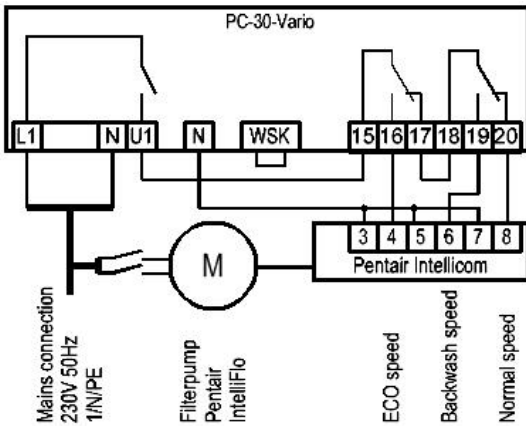 PC-30-Vario
L1 N U1 N WSK 15 16 17 18 19 20
3 4 5 6 7 8
Pentair Intellicom
M
Mains connection
230V 50Hz
1/N/PE
Filterpump
Pentair
IntelliFlo
ECO speed
Backwash speed
Normal speed